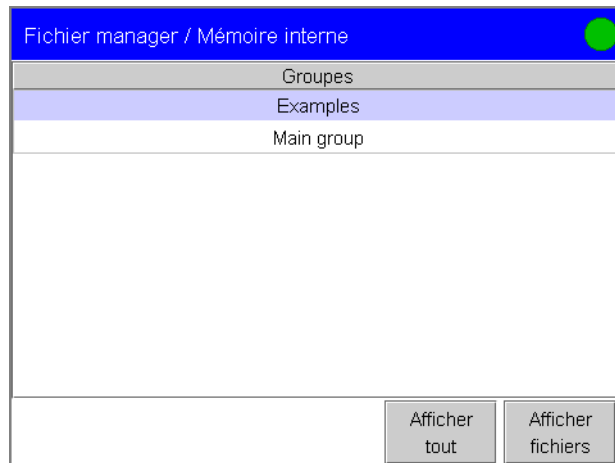 Fichier manager / Mémoire interne
Groupes
Examples
Main group
Afficher tout
Afficher fichiers